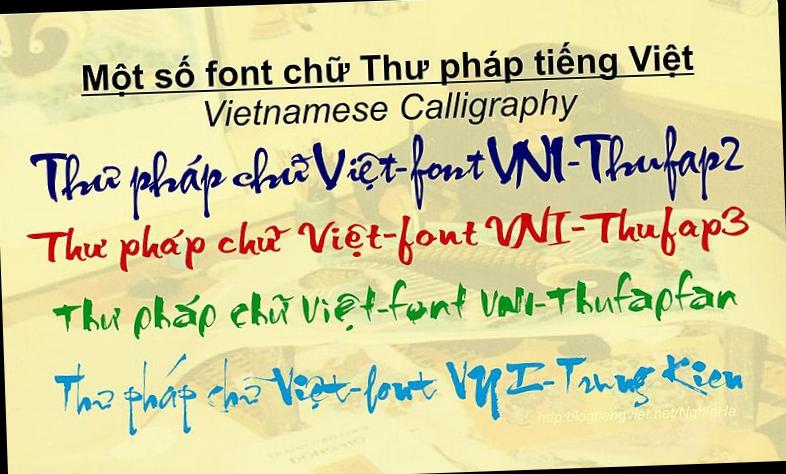 Một số font chữ Thư pháp tiếng Việt
Vietnamese Calligraphy
Thư pháp chữ Việt-font VNI-Thufap2
Thư pháp chữ Việt-font VNI-Thufap3
Thư pháp chữ Việt-font VNI-Thufapfan
Thư pháp chữ Việt-font VNI-Trung Kien
http:blogtiengviet.net/NghiaHa